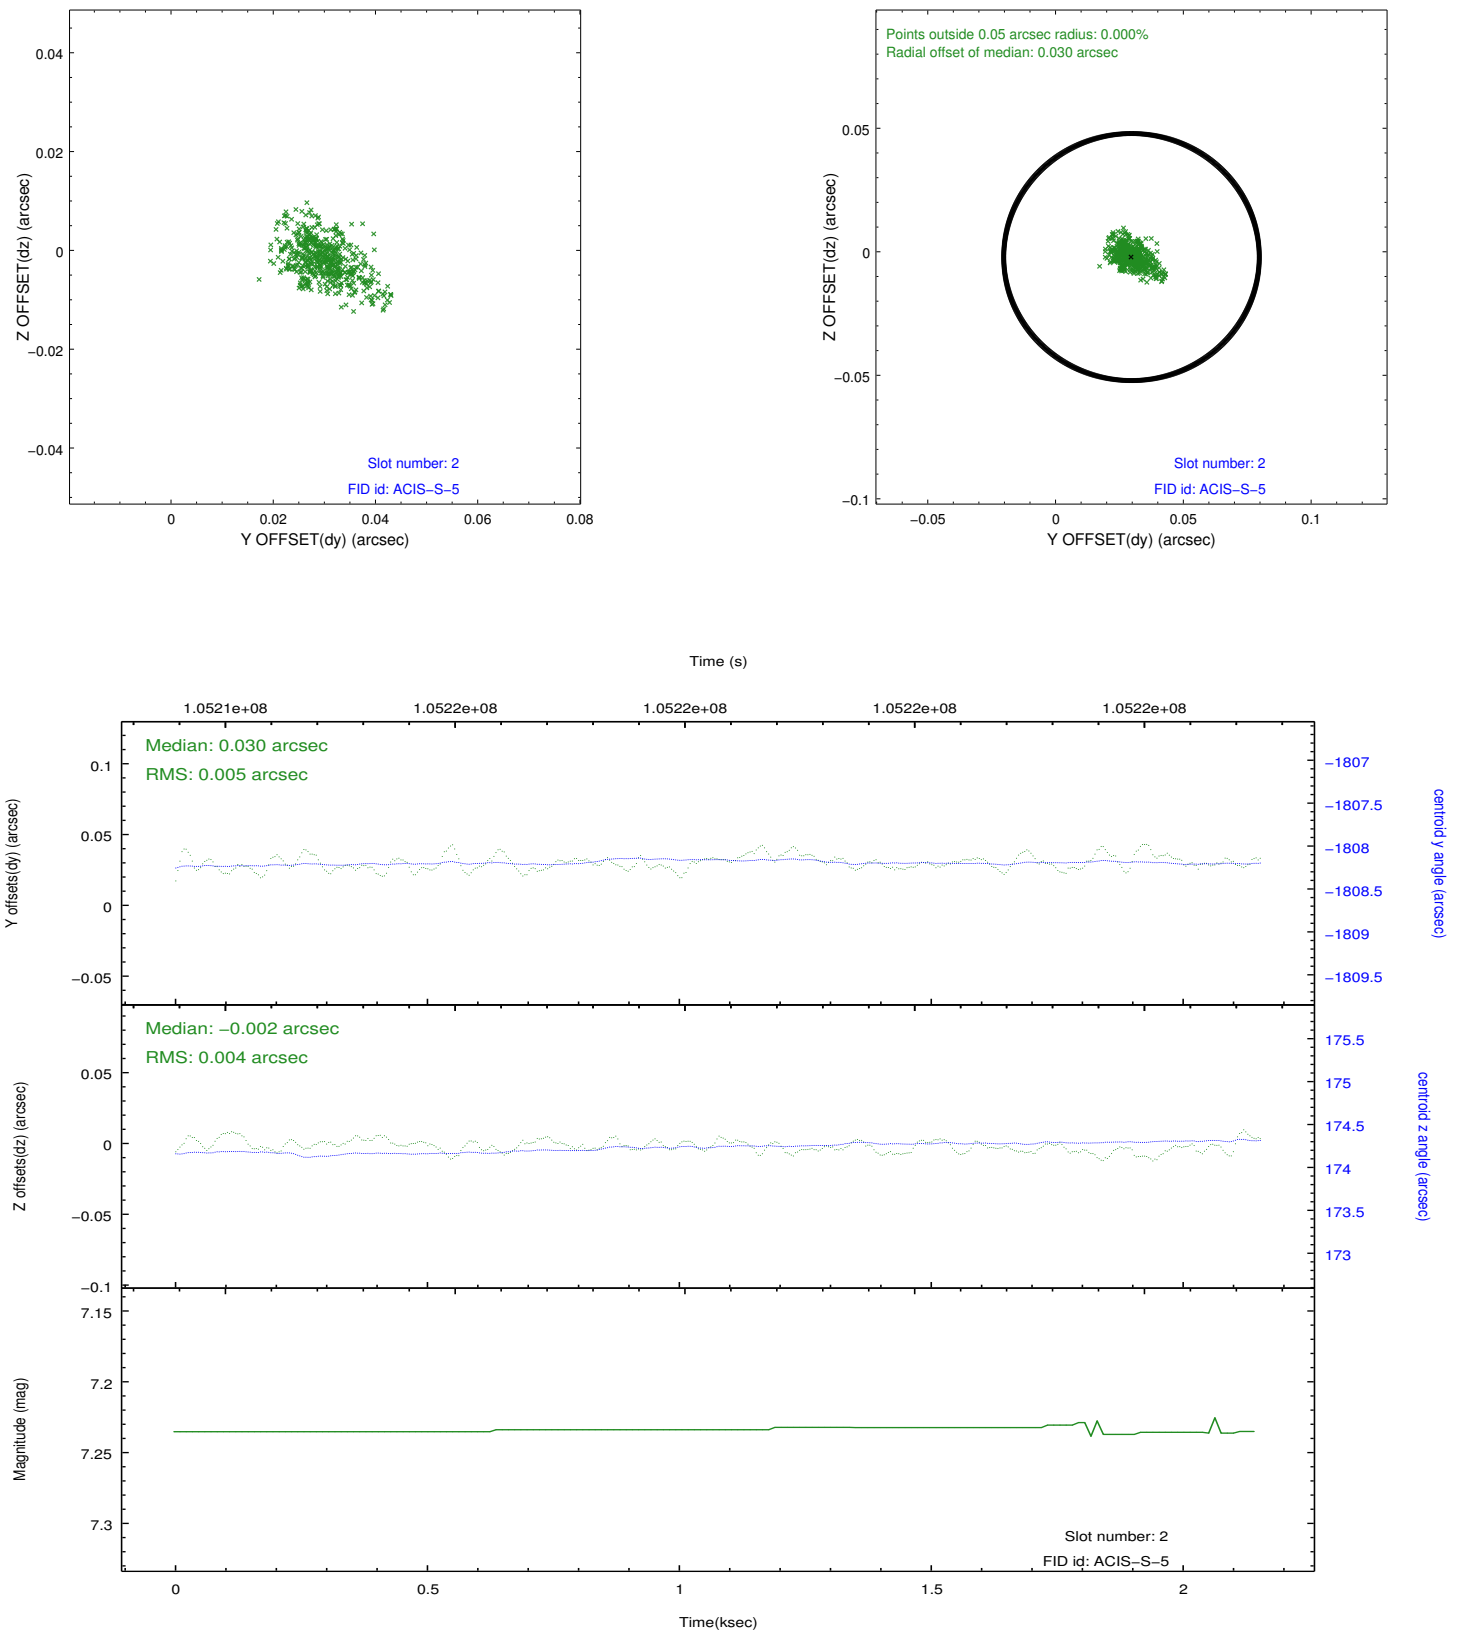 0.04
0.02
0
−0.02
−0.04
Z OFFSET(dz) (arcsec)
Slot number: 2
FID id: ACIS−S−5
0
0.02
0.04
0.06
0.08
Y OFFSET(dy) (arcsec)
Points outside 0.05 arcsec radius: 0.000%
Radial offset of median: 0.030 arcsec
0.05
0
−0.05
−0.1
Z OFFSET(dz) (arcsec)
Slot number: 2
FID id: ACIS−S−5
−0.05
0
0.05
0.1
Y OFFSET(dy) (arcsec)
Time (s)
1.0521e+08
1.0522e+08
1.0522e+08
1.0522e+08
1.0522e+08
Median: 0.030 arcsec
RMS: 0.005 arcsec
0.1
0.05
0
−0.05
Y offsets(dy) (arcsec)
−1807
−1807.5
−1808
−1808.5
−1809
−1809.5
centroid y angle (arcsec)
Median: −0.002 arcsec
RMS: 0.004 arcsec
0.05
0
−0.05
−0.1
Z offsets(dz) (arcsec)
175.5
175
174.5
174
173.5
173
centroid z angle (arcsec)
7.15
7.2
7.25
7.3
Magnitude (mag)
Slot number: 2
FID id: ACIS−S−5
0
0.5
1
1.5
2
Time(ksec)